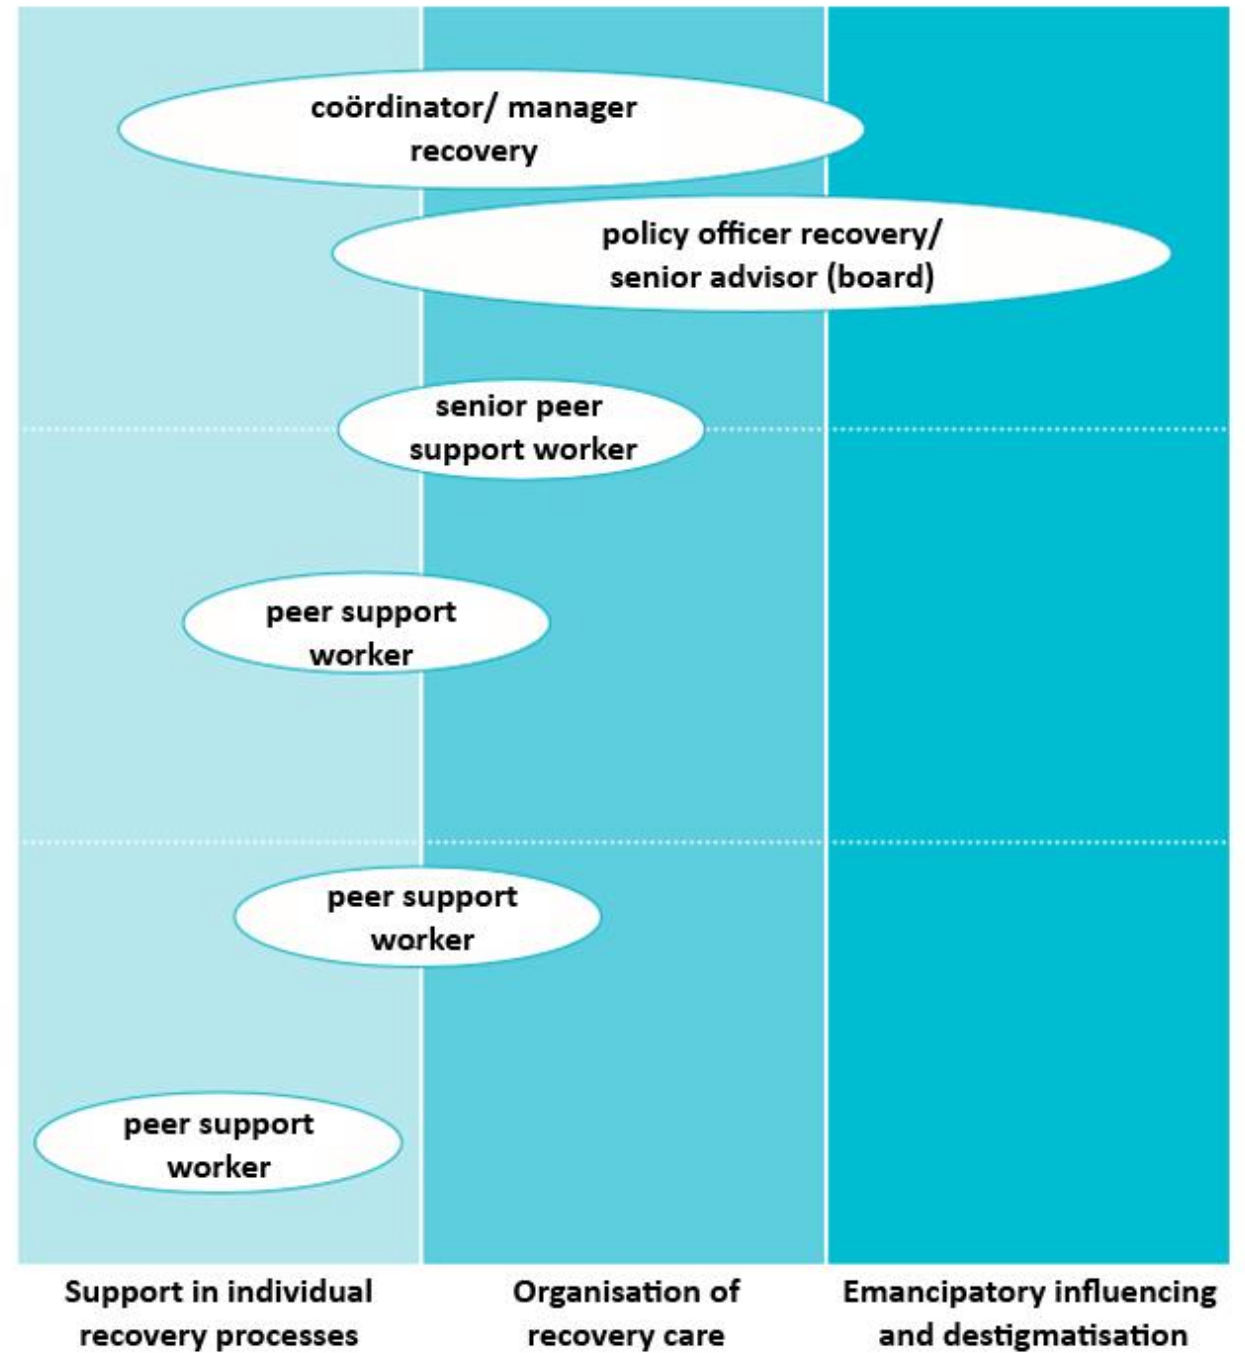 coördinator/ manager
recovery
policy officer recovery/
senior advisor (board)
senior peer
support worker
peer support
worker
peer support
worker
peer support
worker
Support in individual
recovery processes
Organisation of
recovery care
Emancipatory influencing
and destigmatisation